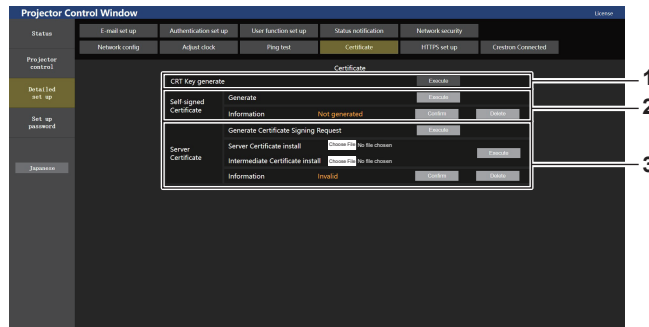 Projector Control Window License
Status E-mail set up Authentication set up User function set up Status notification Network security
Network config Adjust clock Ping test Certificate HTTPS set up Crestron Connected
Projector
control
Certificate
CRT Key generate Execute 1
Detailed
set up
Self-signed
Certificate
Generate Execute
Information Not generated Confirm Delete 2
Set up
password
Server
Certificate
Generate Certificate Signing Request Execute
Server Certificate install Choose File No file chosen
Execute
Intermediate Certificate install Choose File No file chosen
3
Japanese
Information Invalid Confirm Delete